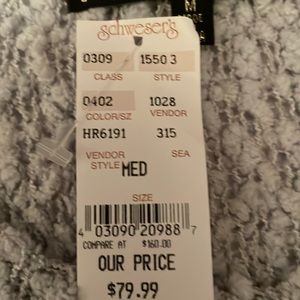 M
schweser's
0309 1550 3
CLASS STYLE
0402 1028
COLOR/SZ VENDOR
HR6191 315
VENDOR STYLE SEA
MED
SIZE
4 03090 20988 7
COMPARE AT $160.00
OUR PRICE
$79.99